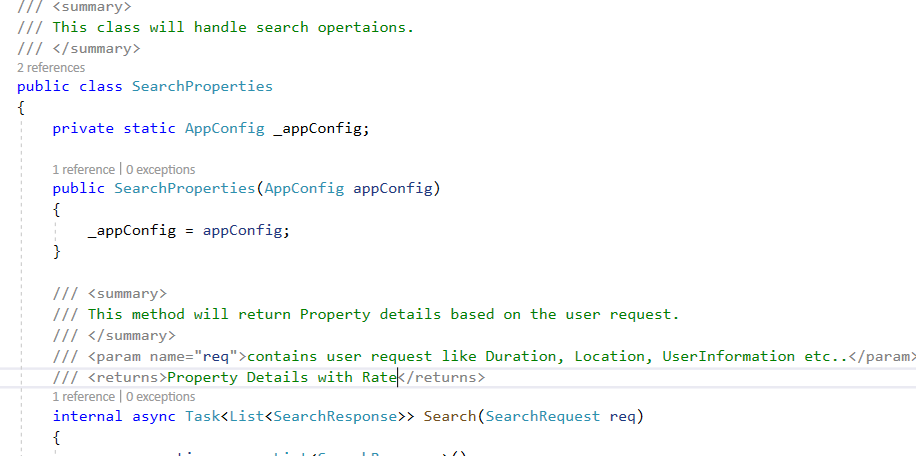 /// <summary>
/// This class will handle search opertaions.
/// </summary>
2 references
public class SearchProperties
{
private static AppConfig _appConfig;
1 reference | 0 exceptions
public SearchProperties(AppConfig appConfig)
{
_appConfig = appConfig;
}
/// <summary>
/// This method will return Property details based on the user request.
/// </summary>
/// <param name="req">contains user request like Duration, Location, UserInformation etc..</param>
/// <returns>Property Details with Rate</returns>
1 reference | 0 exceptions
internal async Task<List<SearchResponse>> Search(SearchRequest req)
{